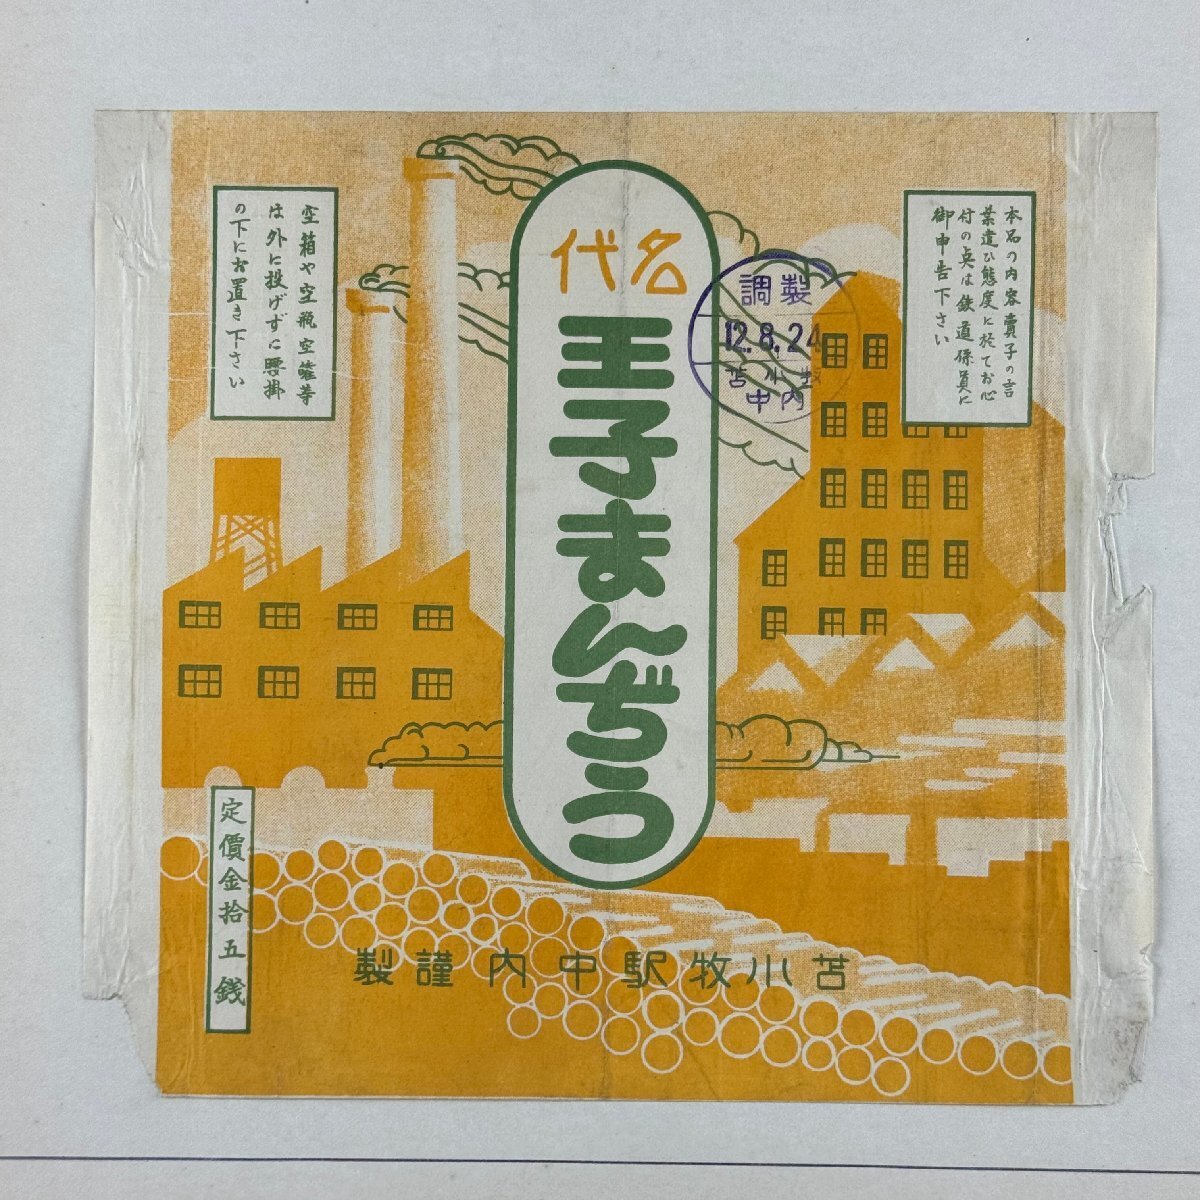 本品の内容賣子の言
葉遣ひ態度に於てお心
付の点は鉄道係員に
御申告下さい
調製
12.8.24
苫小牧
中内
名代
王子まんぢう
空箱や空瓶空罐等
は外に投げずに腰掛
の下にお置き下さい
定價金拾五銭
苫小牧駅中内謹製